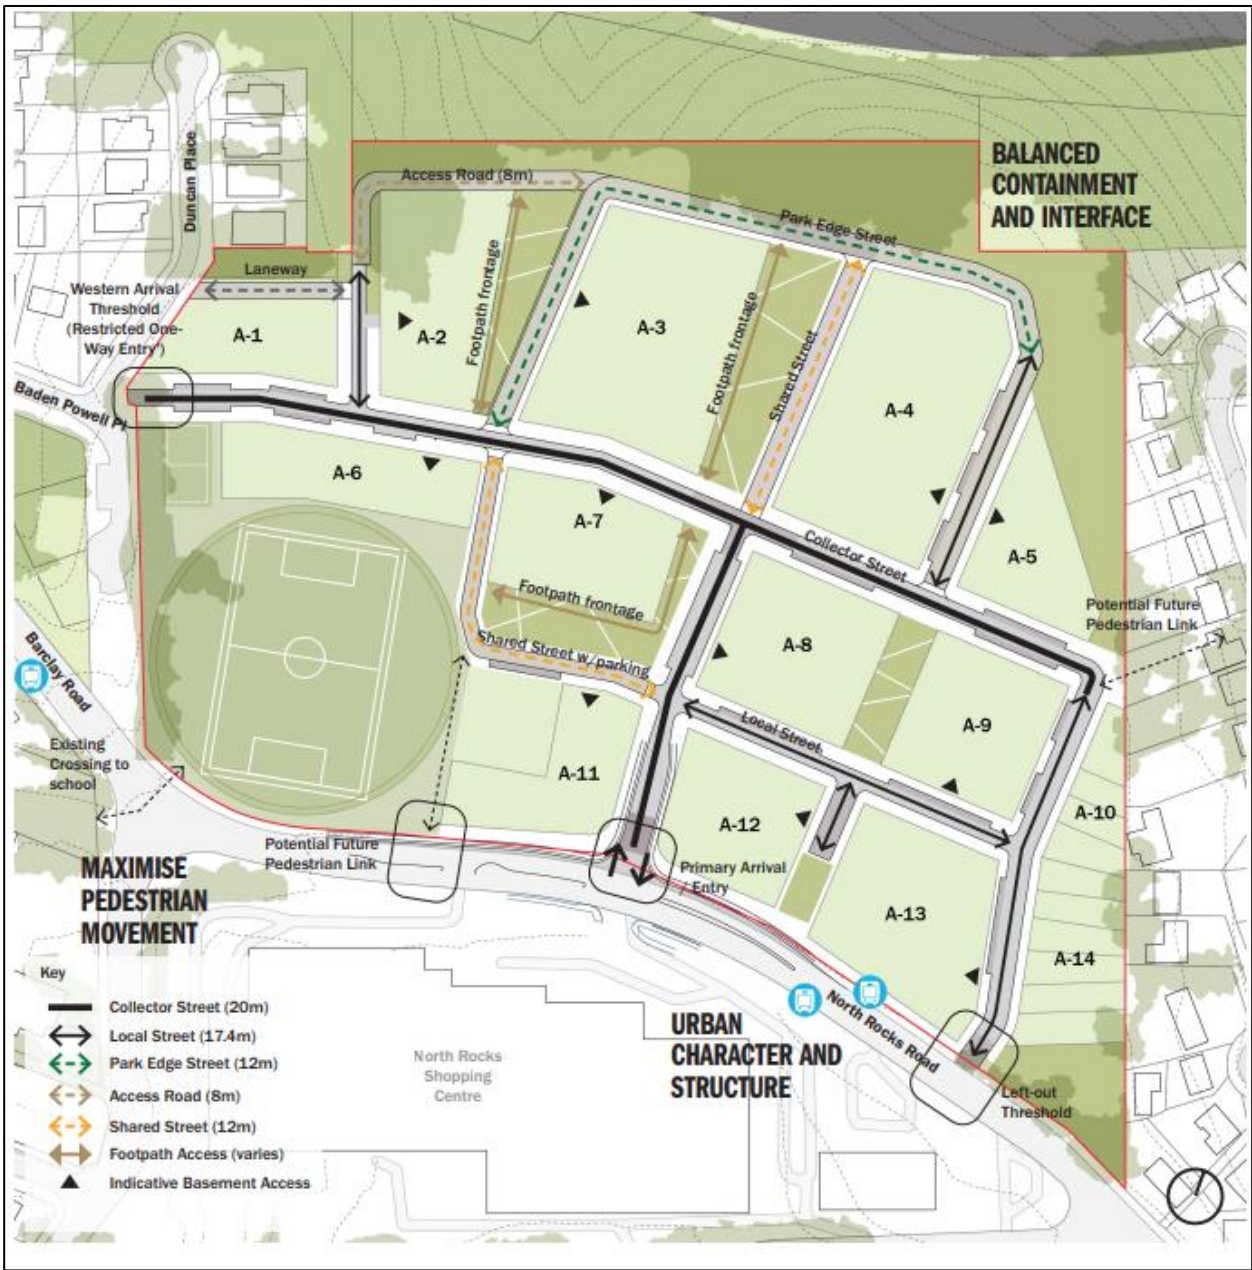 BALANCED
CONTAINMENT
AND INTERFACE
Access Road (8m)
Duncan Place
Park Edge Street
Laneway
Western Arrival
Threshold
(Restricted One-
Way Entry')
Footpath frontage
A-1
A-2
A-3
Footpath frontage
Shared Street
A-4
Baden Powell Pl
A-6
A-7
Collector Street
A-5
Footpath frontage
Potential Future
Pedestrian Link
Shared Street w/parking
A-8
Barclay Road
Local Street
A-9
Existing
Crossing to
school
A-11
A-12
A-10
Potential Future
Pedestrian Link
Primary Arrival
/ Entry
MAXIMISE
PEDESTRIAN
MOVEMENT
A-13
A-14
Key
Collector Street (20m)
Local Street (17.4m)
Park Edge Street (12m)
Access Road (8m)
Shared Street (12m)
Footpath Access (varies)
Indicative Basement Access
North Rocks
Shopping
Centre
URBAN
CHARACTER AND
STRUCTURE
North Rocks Road
Left-out
Threshold